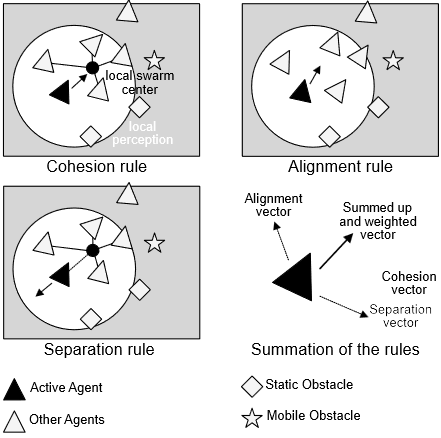 local swarm
center
local
perception
Cohesion rule
Alignment rule
Separation rule
Alignment
vector
Summed up
and weighted
vector
Cohesion
vector
Separation
vector
Summation of the rules
Active Agent
Other Agents
Static Obstacle
Mobile Obstacle